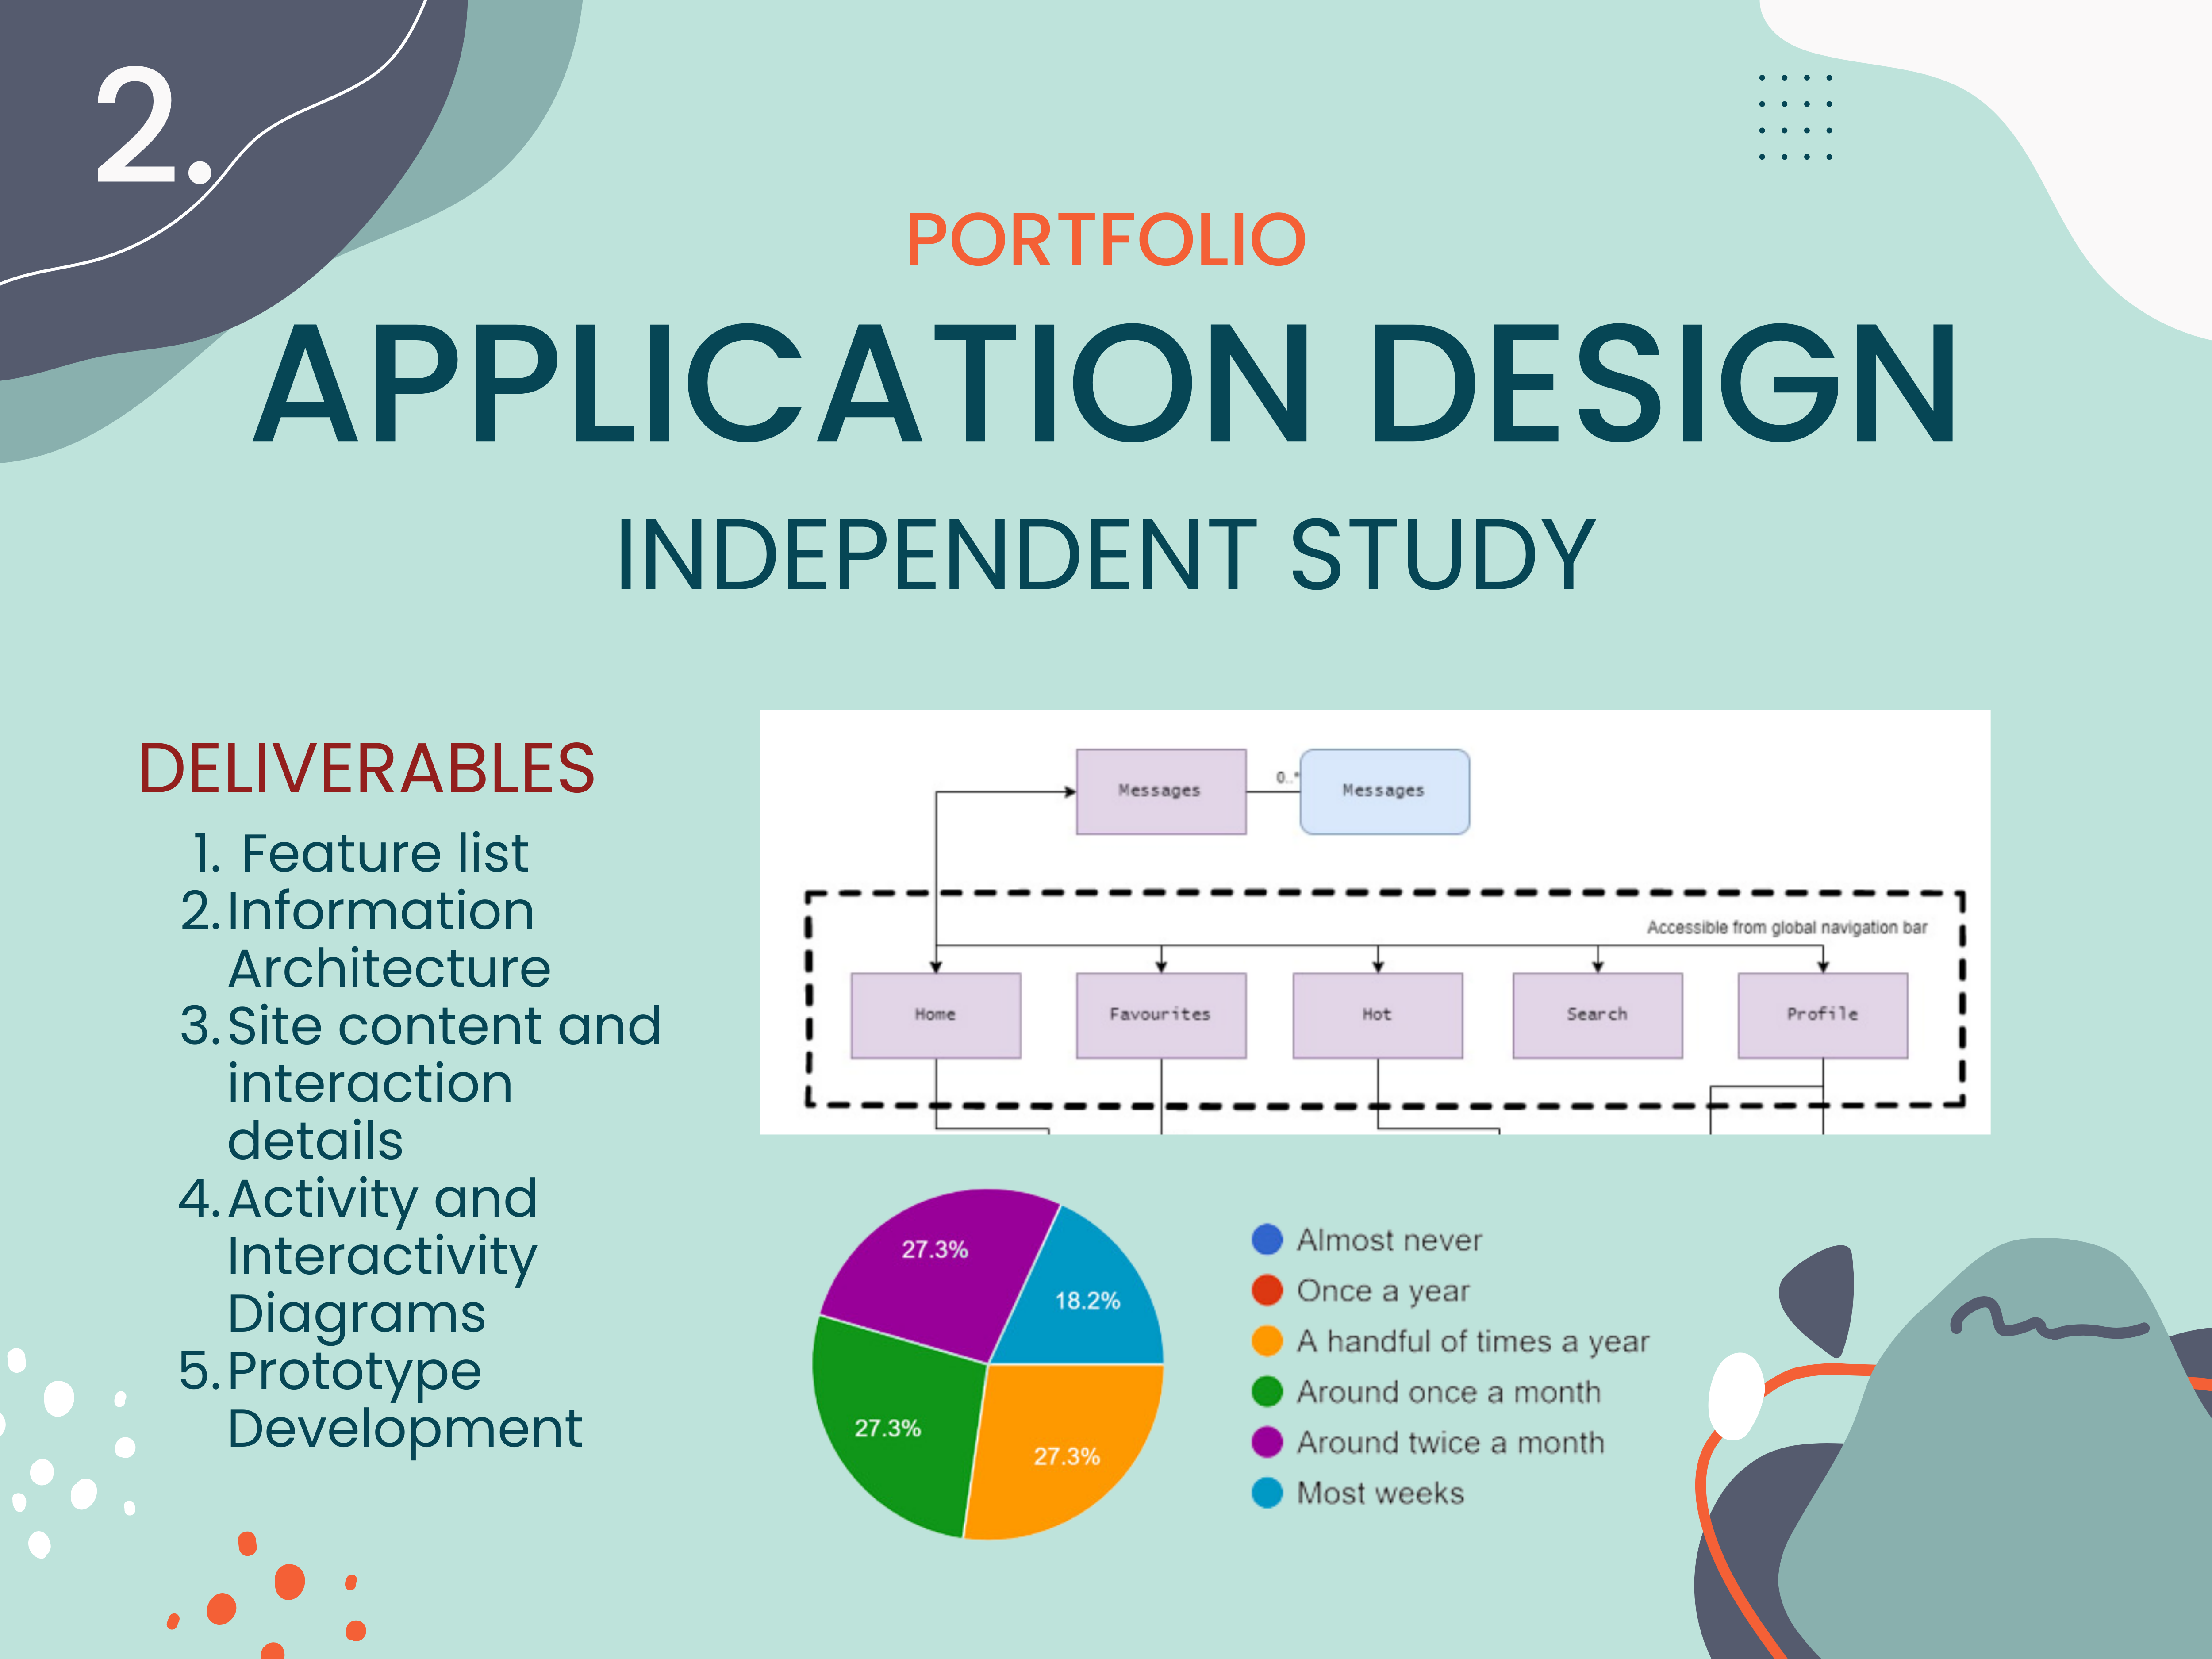 2.
PORTFOLIO
APPLICATION DESIGN
INDEPENDENT STUDY
DELIVERABLES
1. Feature list
2. Information
Architecture
3. Site content and
interaction
details
4. Activity and
Interactivity
Diagrams
5. Prototype
Development
Messages
0..*
Messages
Accessible from global navigation bar
Home
Favourites
Hot
Search
Profile
27.3%
18.2%
27.3%
27.3%
Almost never
Once a year
A handful of times a year
Around once a month
Around twice a month
Most weeks